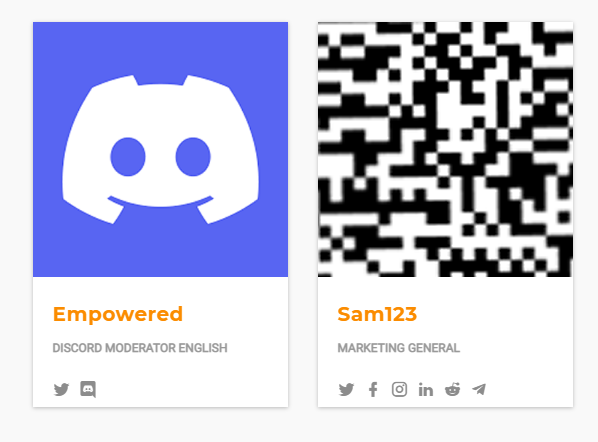 Empowered
DISCORD MODERATOR ENGLISH
Sam123
MARKETING GENERAL